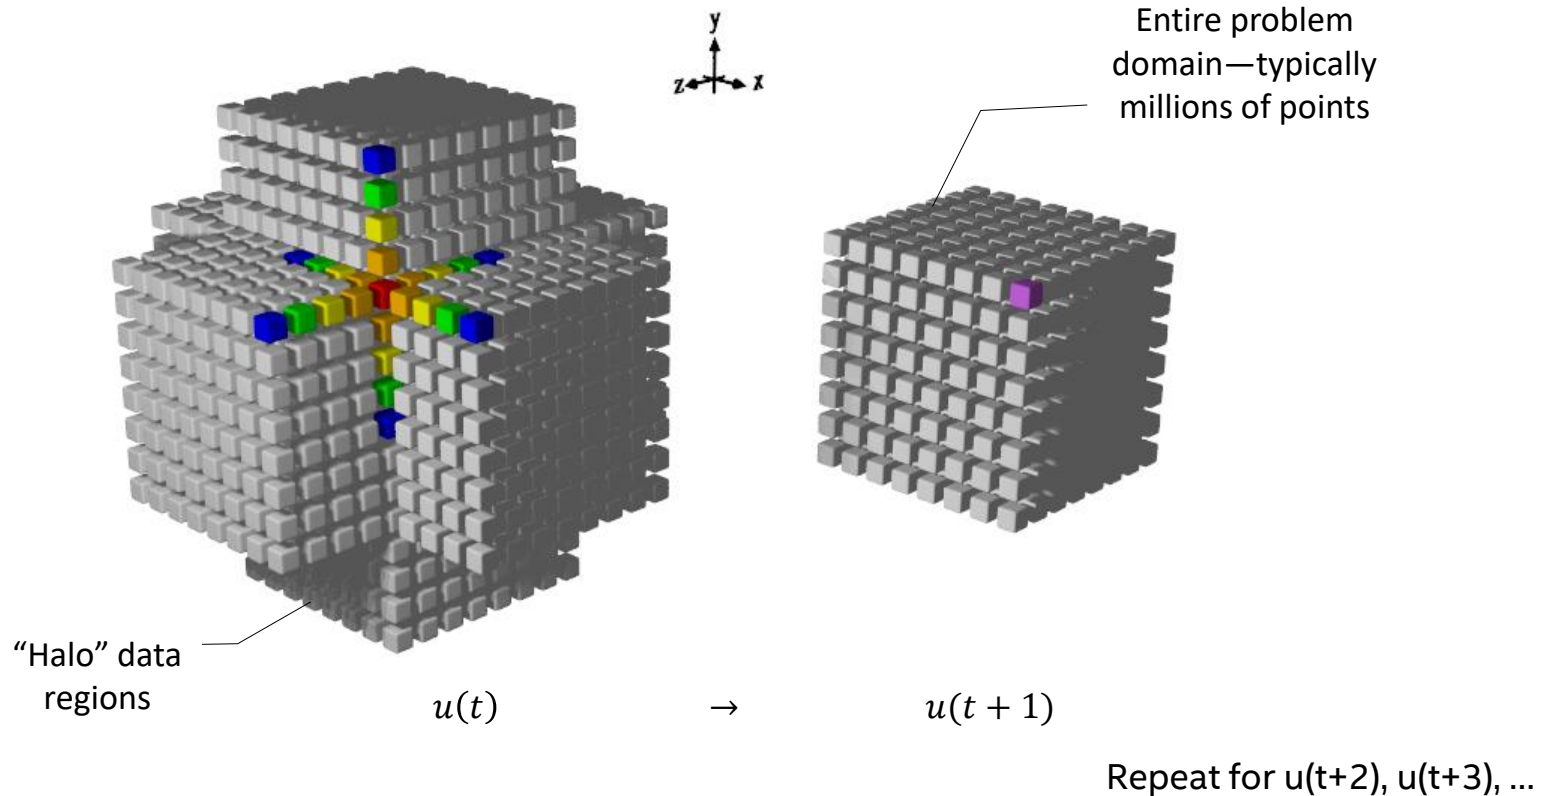 Entire problem
domain—typically
millions of points
y
z
x
“Halo” data
regions
u(t)
→
u(t + 1)
Repeat for u(t+2), u(t+3), ...